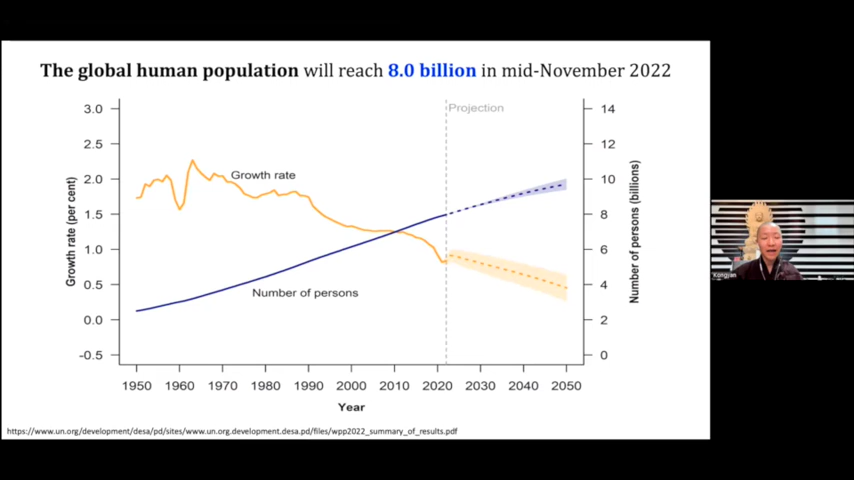 The global human population will reach 8.0 billion in mid-November 2022
Projection
3.0
2.5
2.0
1.5
1.0
0.5
0.0
-0.5
Growth rate (per cent)
Growth rate
Number of persons
14
12
10
8
6
4
2
0
Number of persons (billions)
1950 1960 1970 1980 1990 2000 2010 2020 2030 2040 2050
Year
https://www.un.org/development/desa/pd/sites/www.un.org.development.desa.pd/files/wpp2022_summary_of_results.pdf